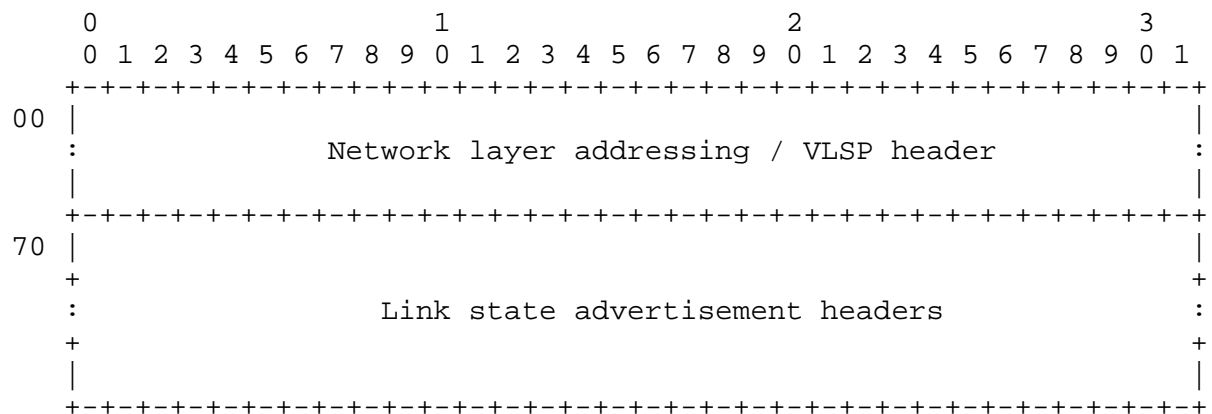 0                   1                   2                   3
 0 1 2 3 4 5 6 7 8 9 0 1 2 3 4 5 6 7 8 9 0 1 2 3 4 5 6 7 8 9 0 1
+-+-+-+-+-+-+-+-+-+-+-+-+-+-+-+-+-+-+-+-+-+-+-+-+-+-+-+-+-+-+-+-+
00 |                                                               |
   :              Network layer addressing / VLSP header           :
   |                                                               |
+-+-+-+-+-+-+-+-+-+-+-+-+-+-+-+-+-+-+-+-+-+-+-+-+-+-+-+-+-+-+-+-+
70 |                                                               |
   +                                                               +
   :                 Link state advertisement headers              :
   +                                                               +
   |                                                               |
+-+-+-+-+-+-+-+-+-+-+-+-+-+-+-+-+-+-+-+-+-+-+-+-+-+-+-+-+-+-+-+-+